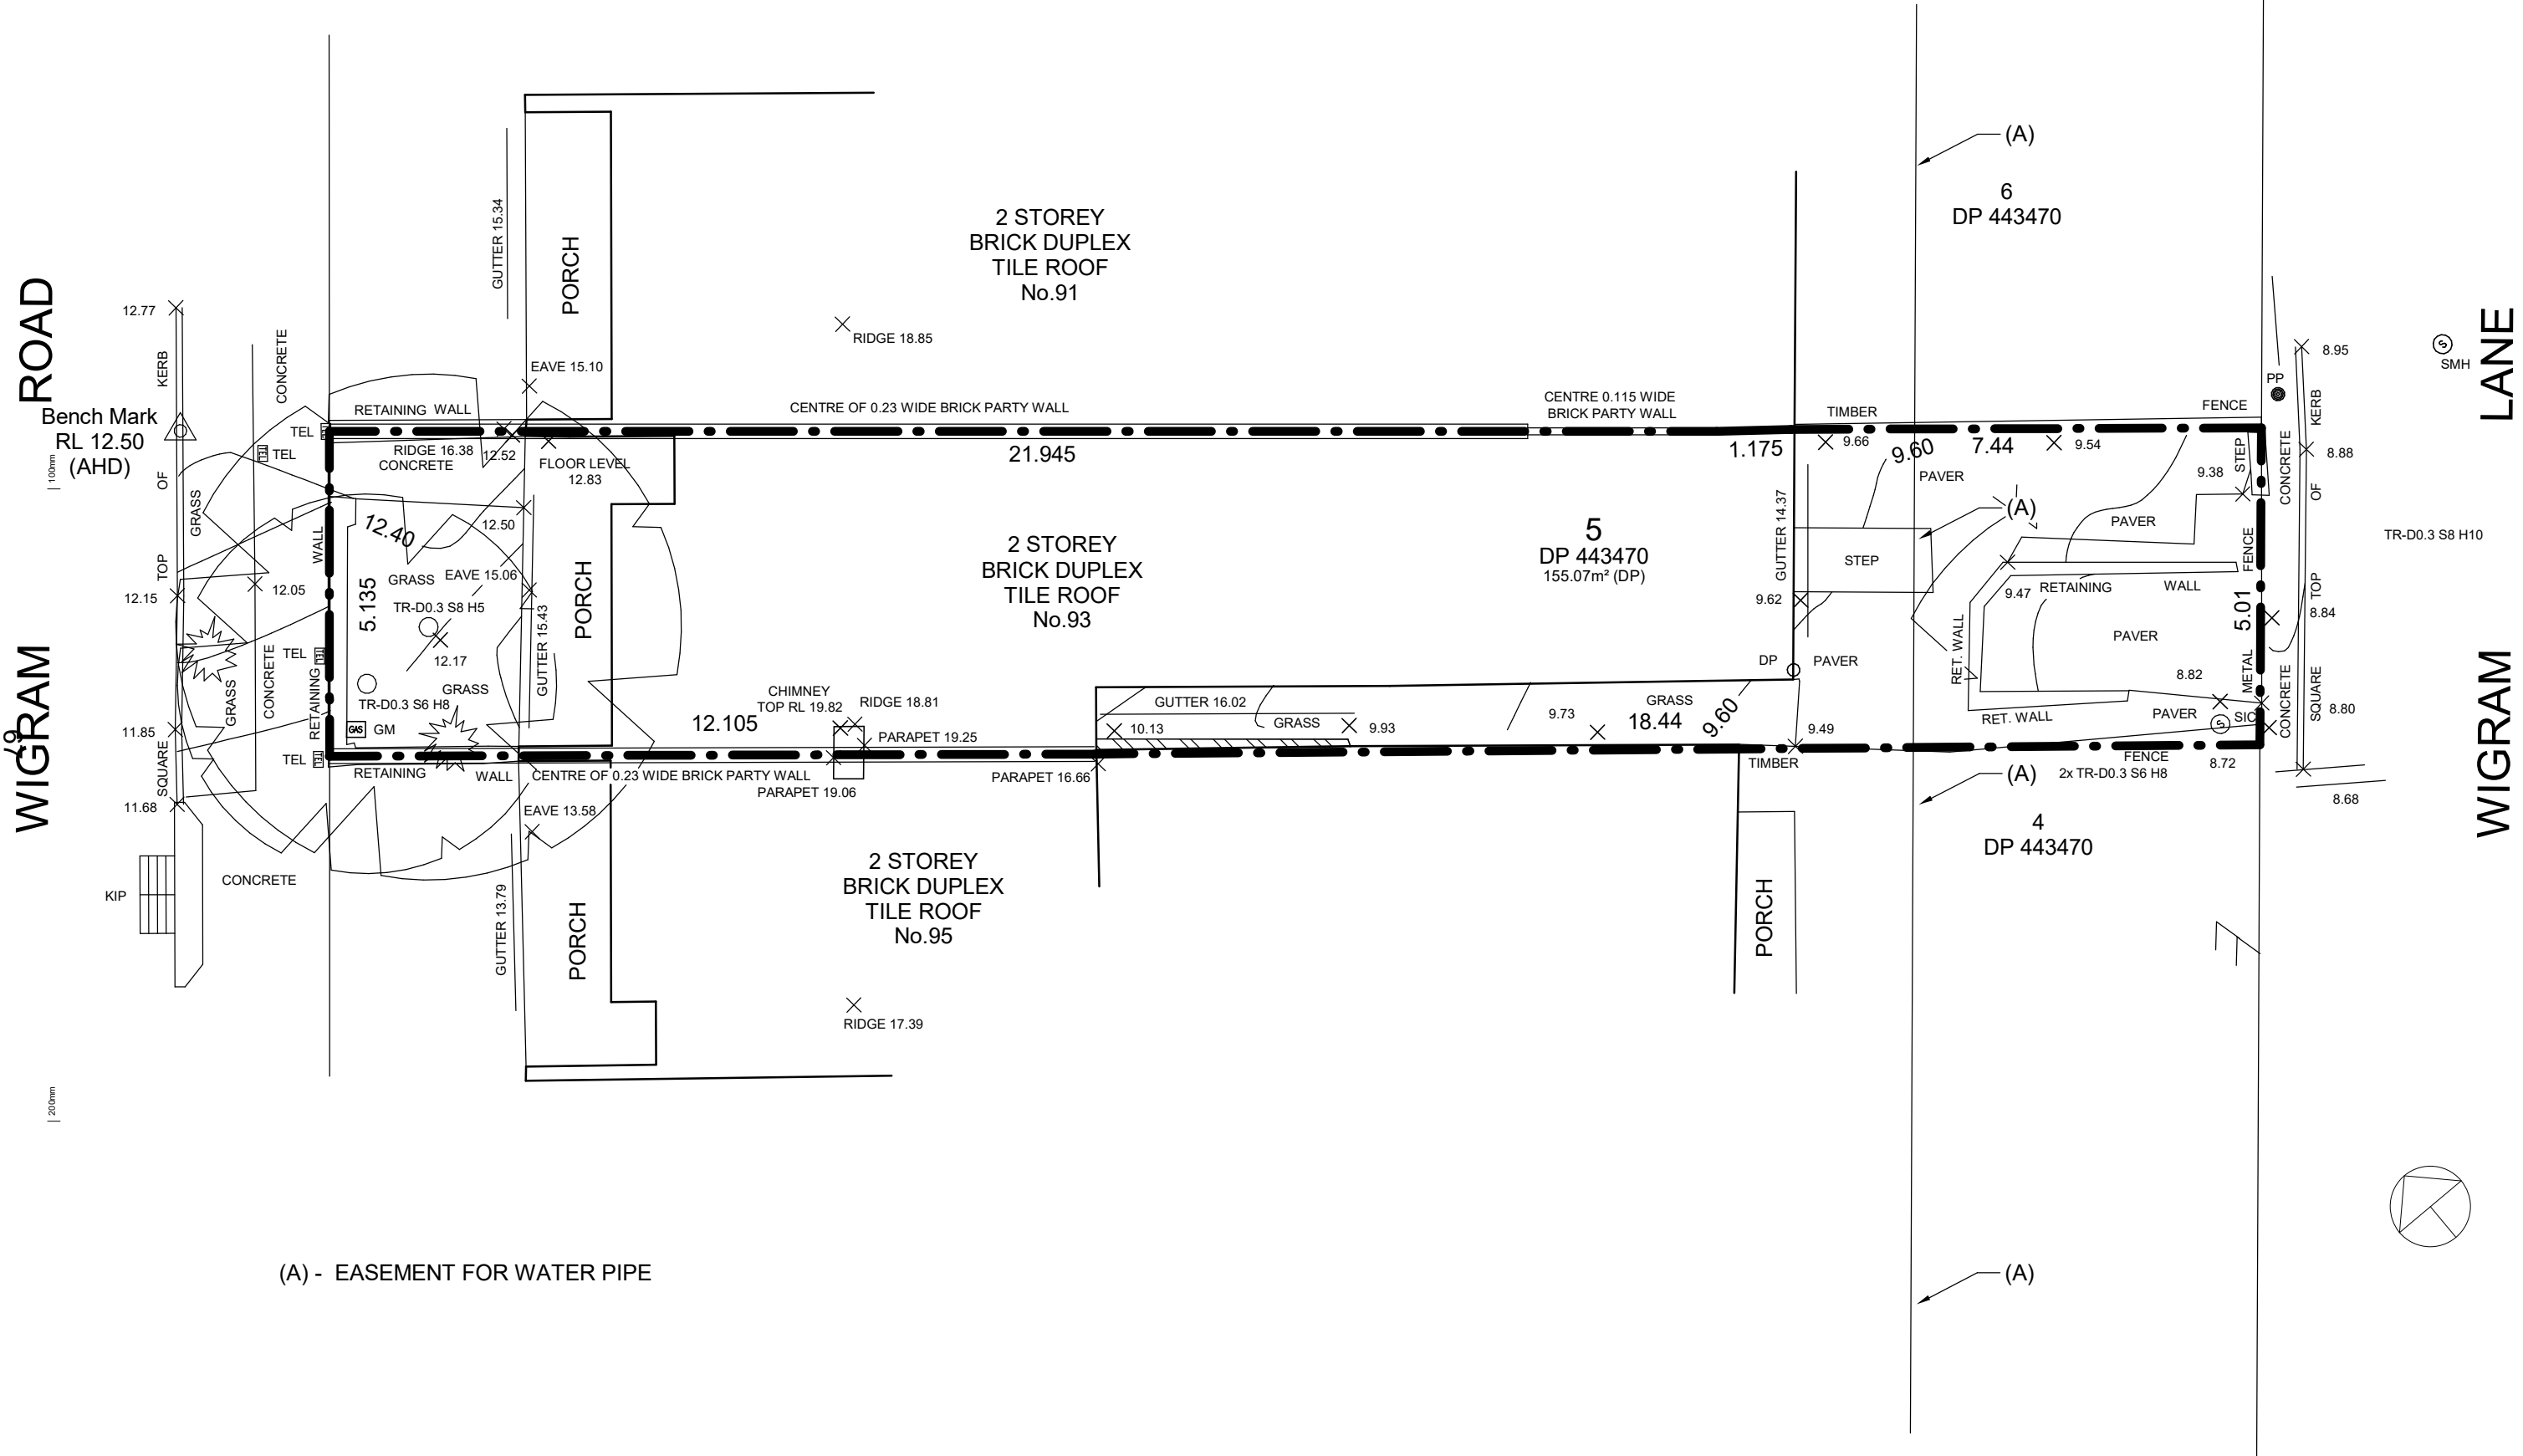 (A)
6
DP 443470
2 STOREY
BRICK DUPLEX
TILE ROOF
No.91
GUTTER 15.34
PORCH
RIDGE 18.85
EAVE 15.10
ROAD
LANE
12.77
KERB
CONCRETE
Bench Mark
RL 12.50
(AHD)
100mm
OF
GRASS
TOP
TEL
TEL
TEL
TEL
RETAINING WALL
CENTRE OF 0.23 WIDE BRICK PARTY WALL
CENTRE 0.115 WIDE
BRICK PARTY WALL
TIMBER
FENCE
PP
8.95
S
SMH
KERB
RIDGE 16.38
12.52
CONCRETE
FLOOR LEVEL
12.83
21.945
1.175
9.66
9.60
7.44
9.54
PAVER
9.38
STEP
CONCRETE
8.88
OF
WALL
12.40
12.50
GUTTER 14.37
(A)
PAVER
FENCE
TR-D0.3 S8 H10
2 STOREY
BRICK DUPLEX
TILE ROOF
No.93
5
DP 443470
155.07m² (DP)
STEP
12.15
12.05
5.135
GRASS
EAVE 15.06
TR-D0.3 S8 H5
PORCH
GUTTER 15.43
9.62
9.47
RETAINING
WALL
5.01
TOP
8.84
WIGRAM
67
12.17
TEL
TEL
RET. WALL
PAVER
GRASS
CONCRETE
RETAINING
GRASS
TR-D0.3 S6 H8
DP
PAVER
8.82
METAL
CONCRETE
SQUARE
8.80
WIGRAM
CHIMNEY
TOP RL 19.82
RIDGE 18.81
GUTTER 16.02
GRASS
9.73
GRASS
18.44
9.60
RET. WALL
PAVER
S
SIO
11.85
GAS
GM
12.105
PARAPET 19.25
10.13
9.93
9.49
SQUARE
TEL
TEL
RETAINING
WALL
CENTRE OF 0.23 WIDE BRICK PARTY WALL
PARAPET 16.66
TIMBER
FENCE
8.72
(A)
2x TR-D0.3 S6 H8
PARAPET 19.06
8.68
11.68
EAVE 13.58
4
DP 443470
2 STOREY
BRICK DUPLEX
TILE ROOF
No.95
CONCRETE
KIP
GUTTER 13.79
PORCH
PORCH
RIDGE 17.39
200mm
(A) - EASEMENT FOR WATER PIPE
(A)